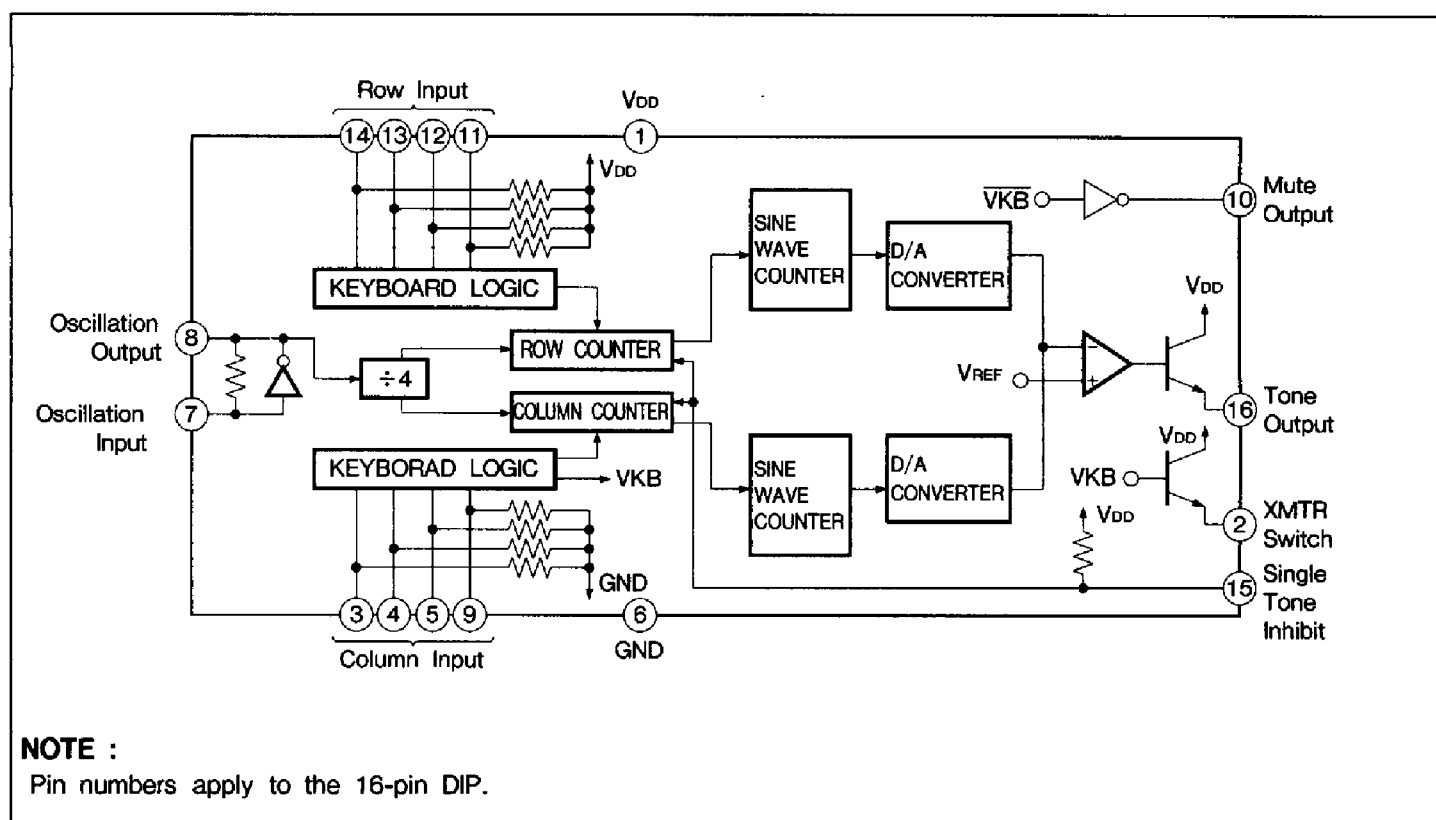 Row Input
14 13 12 11
VDD
1
VDD
VKB
10
Mute
Output
SINE
WAVE
COUNTER
D/A
CONVERTER
KEYBOARD LOGIC
VDD
Oscillation
Output
8
ROW COUNTER
÷4
VREF
−
+
Oscillation
Input
7
COLUMN COUNTER
16
Tone
Output
KEYBORAD LOGIC
VKB
SINE
WAVE
COUNTER
D/A
CONVERTER
VDD
VKB
2
XMTR
Switch
VDD
GND
15
Single
Tone
Inhibit
3 4 5 9
6
GND
Column Input
NOTE :
Pin numbers apply to the 16-pin DIP.